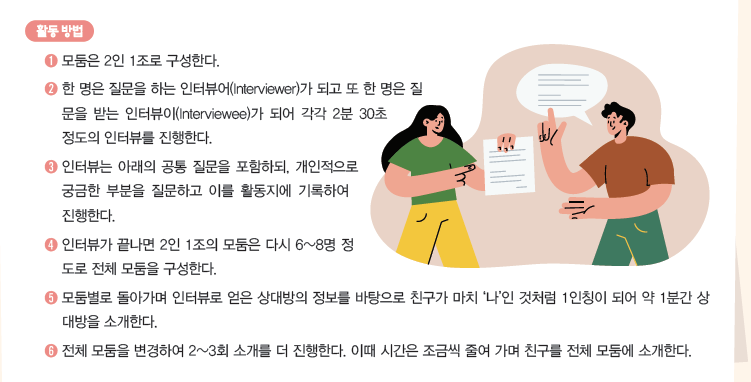 활동 방법
❶ 모둠은 2인 1조로 구성한다.
❷ 한 명은 질문을 하는 인터뷰어(Interviewer)가 되고 또 한 명은 질
문을 받는 인터뷰이(Interviewee)가 되어 각각 2분 30초
정도의 인터뷰를 진행한다.
❸ 인터뷰는 아래의 공통 질문을 포함하되, 개인적으로
궁금한 부분을 질문하고 이를 활동지에 기록하여
진행한다.
❹ 인터뷰가 끝나면 2인 1조의 모둠은 다시 6~8명 정
도로 전체 모둠을 구성한다.
❺ 모둠별로 돌아가며 인터뷰로 얻은 상대방의 정보를 바탕으로 친구가 마치 ‘나’인 것처럼 1인칭이 되어 약 1분간 상
대방을 소개한다.
❻ 전체 모둠을 변경하여 2~3회 소개를 더 진행한다. 이때 시간은 조금씩 줄여 가며 친구를 전체 모둠에 소개한다.